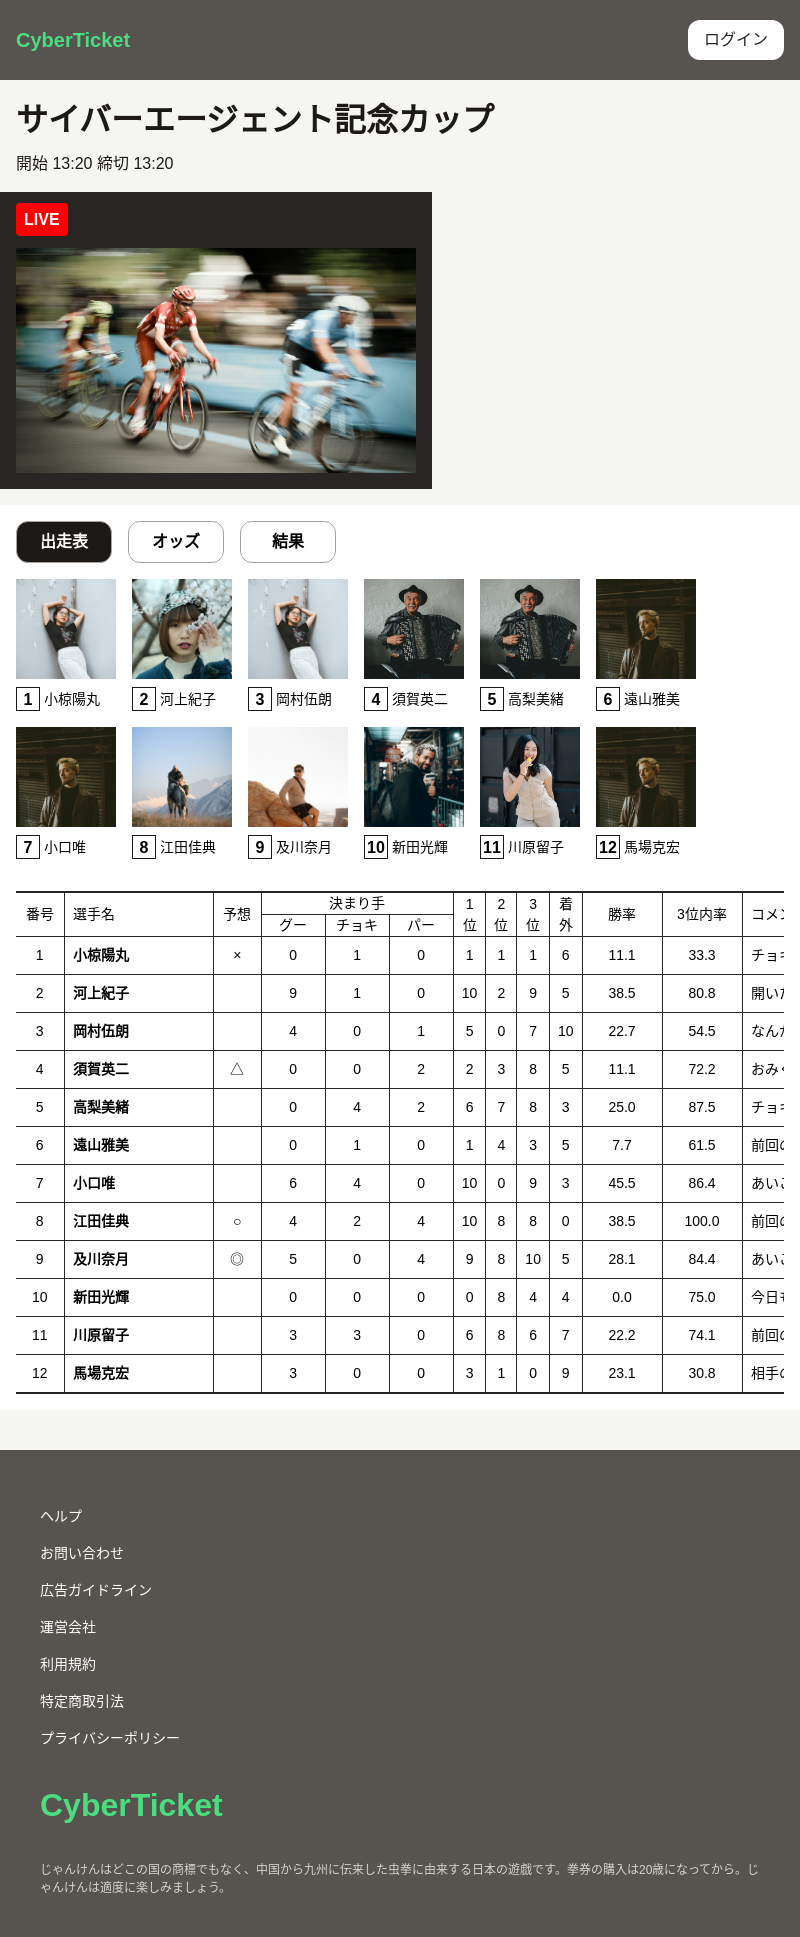 CyberTicket ログイン
サイバーエージェント記念カップ
開始 13:20 締切 13:20
LIVE
出走表 オッズ 結果
1 小椋陽丸 2 河上紀子 3 岡村伍朗 4 須賀英二 5 高梨美緒 6 遠山雅美
7 小口唯 8 江田佳典 9 及川奈月 10 新田光輝 11 川原留子 12 馬場克宏
番号 選手名 予想 決まり手 グー チョキ パー 1位 2位 3位 着外 勝率 3位内率 コメン
1 小椋陽丸 × 0 1 0 1 1 1 6 11.1 33.3 チョキ
2 河上紀子 9 1 0 10 2 9 5 38.5 80.8 開い
3 岡村伍朗 4 0 1 5 0 7 10 22.7 54.5 なん
4 須賀英二 △ 0 0 2 2 3 8 5 11.1 72.2 おみ
5 高梨美緒 0 4 2 6 7 8 3 25.0 87.5 チョキ
6 遠山雅美 0 1 0 1 4 3 5 7.7 61.5 前回の
7 小口唯 6 4 0 10 0 9 3 45.5 86.4 あいこ
8 江田佳典 ○ 4 2 4 10 8 8 0 38.5 100.0 前回の
9 及川奈月 ◎ 5 0 4 9 8 10 5 28.1 84.4 あいこ
10 新田光輝 0 0 0 0 8 4 4 0.0 75.0 今日も
11 川原留子 3 3 0 6 8 6 7 22.2 74.1 前回の
12 馬場克宏 3 0 0 3 1 0 9 23.1 30.8 相手の
ヘルプ
お問い合わせ
広告ガイドライン
運営会社
利用規約
特定商取引法
プライバシーポリシー
CyberTicket
じゃんけんはどこの国の商標でもなく、中国から九州に伝来した虫拳に由来する日本の遊戯です。拳券の購入は20歳になってから。じ
ゃんけんは適度に楽しみましょう。